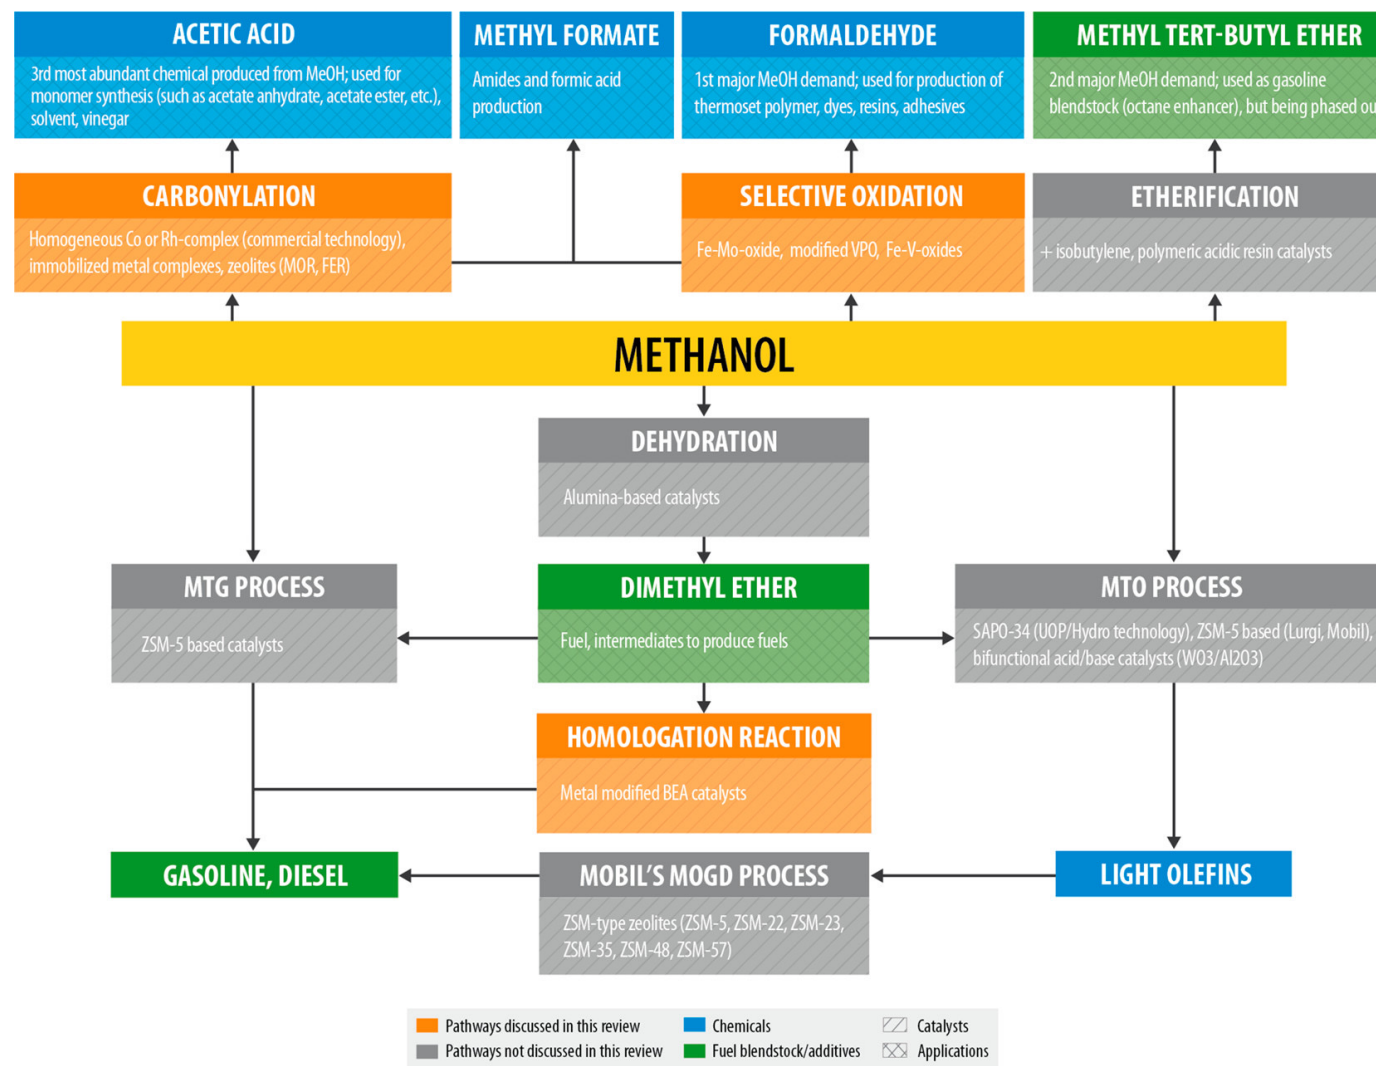 ACETIC ACID
3rd most abundant chemical produced from MeOH; used for
monomer synthesis (such as acetate anhydrate, acetate ester, etc.),
solvent, vinegar
METHYL FORMATE
Amides and formic acid
production
FORMALDEHYDE
1st major MeOH demand; used for production of
thermoset polymer, dyes, resins, adhesives
METHYL TERT-BUTYL ETHER
2nd major MeOH demand; used as gasoline
blendstock (octane enhancer), but being phased ou
CARBONYLATION
Homogeneous Co or Rh-complex (commercial technology),
immobilized metal complexes, zeolites (MOR, FER)
SELECTIVE OXIDATION
Fe-Mo-oxide, modified VPO, Fe-V-oxides
ETHERIFICATION
+ isobutylene, polymeric acidic resin catalysts
METHANOL
DEHYDRATION
Alumina-based catalysts
MTG PROCESS
ZSM-5 based catalysts
DIMETHYL ETHER
Fuel, intermediates to produce fuels
MTO PROCESS
SAPO-34 (UOP/Hydro technology), ZSM-5 based (Lurgi, Mobil),
bifunctional acid/base catalysts (WO3/Al2O3)
HOMOLOGATION REACTION
Metal modified BEA catalysts
GASOLINE, DIESEL
MOBIL'S MOGD PROCESS
ZSM-type zeolites (ZSM-5, ZSM-22, ZSM-23,
ZSM-35, ZSM-48, ZSM-57)
LIGHT OLEFINS
Pathways discussed in this review
Chemicals
Catalysts
Pathways not discussed in this review
Fuel blendstock/additives
Applications